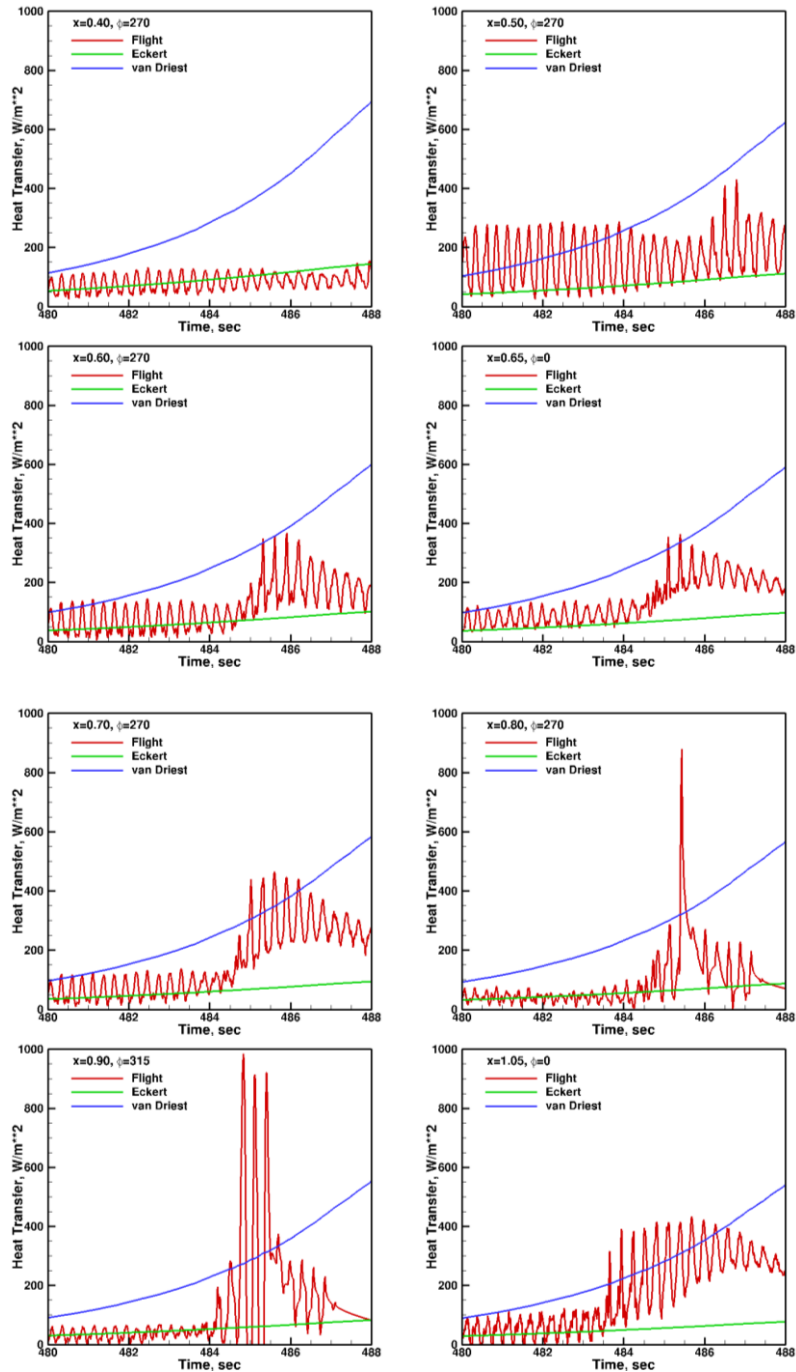 x=0.40, ϕ=270
Flight
Eckert
van Driest
Heat Transfer, W/m**2
0
200
400
600
800
1000
480
482
484
486
488
Time, sec
x=0.50, ϕ=270
Flight
Eckert
van Driest
Heat Transfer, W/m**2
0
200
400
600
800
1000
480
482
484
486
488
Time, sec
x=0.60, ϕ=270
Flight
Eckert
van Driest
Heat Transfer, W/m**2
0
200
400
600
800
1000
480
482
484
486
488
Time, sec
x=0.65, ϕ=0
Flight
Eckert
van Driest
Heat Transfer, W/m**2
0
200
400
600
800
1000
480
482
484
486
488
Time, sec
x=0.70, ϕ=270
Flight
Eckert
van Driest
Heat Transfer, W/m**2
0
200
400
600
800
1000
480
482
484
486
488
Time, sec
x=0.80, ϕ=270
Flight
Eckert
van Driest
Heat Transfer, W/m**2
0
200
400
600
800
1000
480
482
484
486
488
Time, sec
x=0.90, ϕ=315
Flight
Eckert
van Driest
Heat Transfer, W/m**2
0
200
400
600
800
1000
480
482
484
486
488
Time, sec
x=1.05, ϕ=0
Flight
Eckert
van Driest
Heat Transfer, W/m**2
0
200
400
600
800
1000
480
482
484
486
488
Time, sec